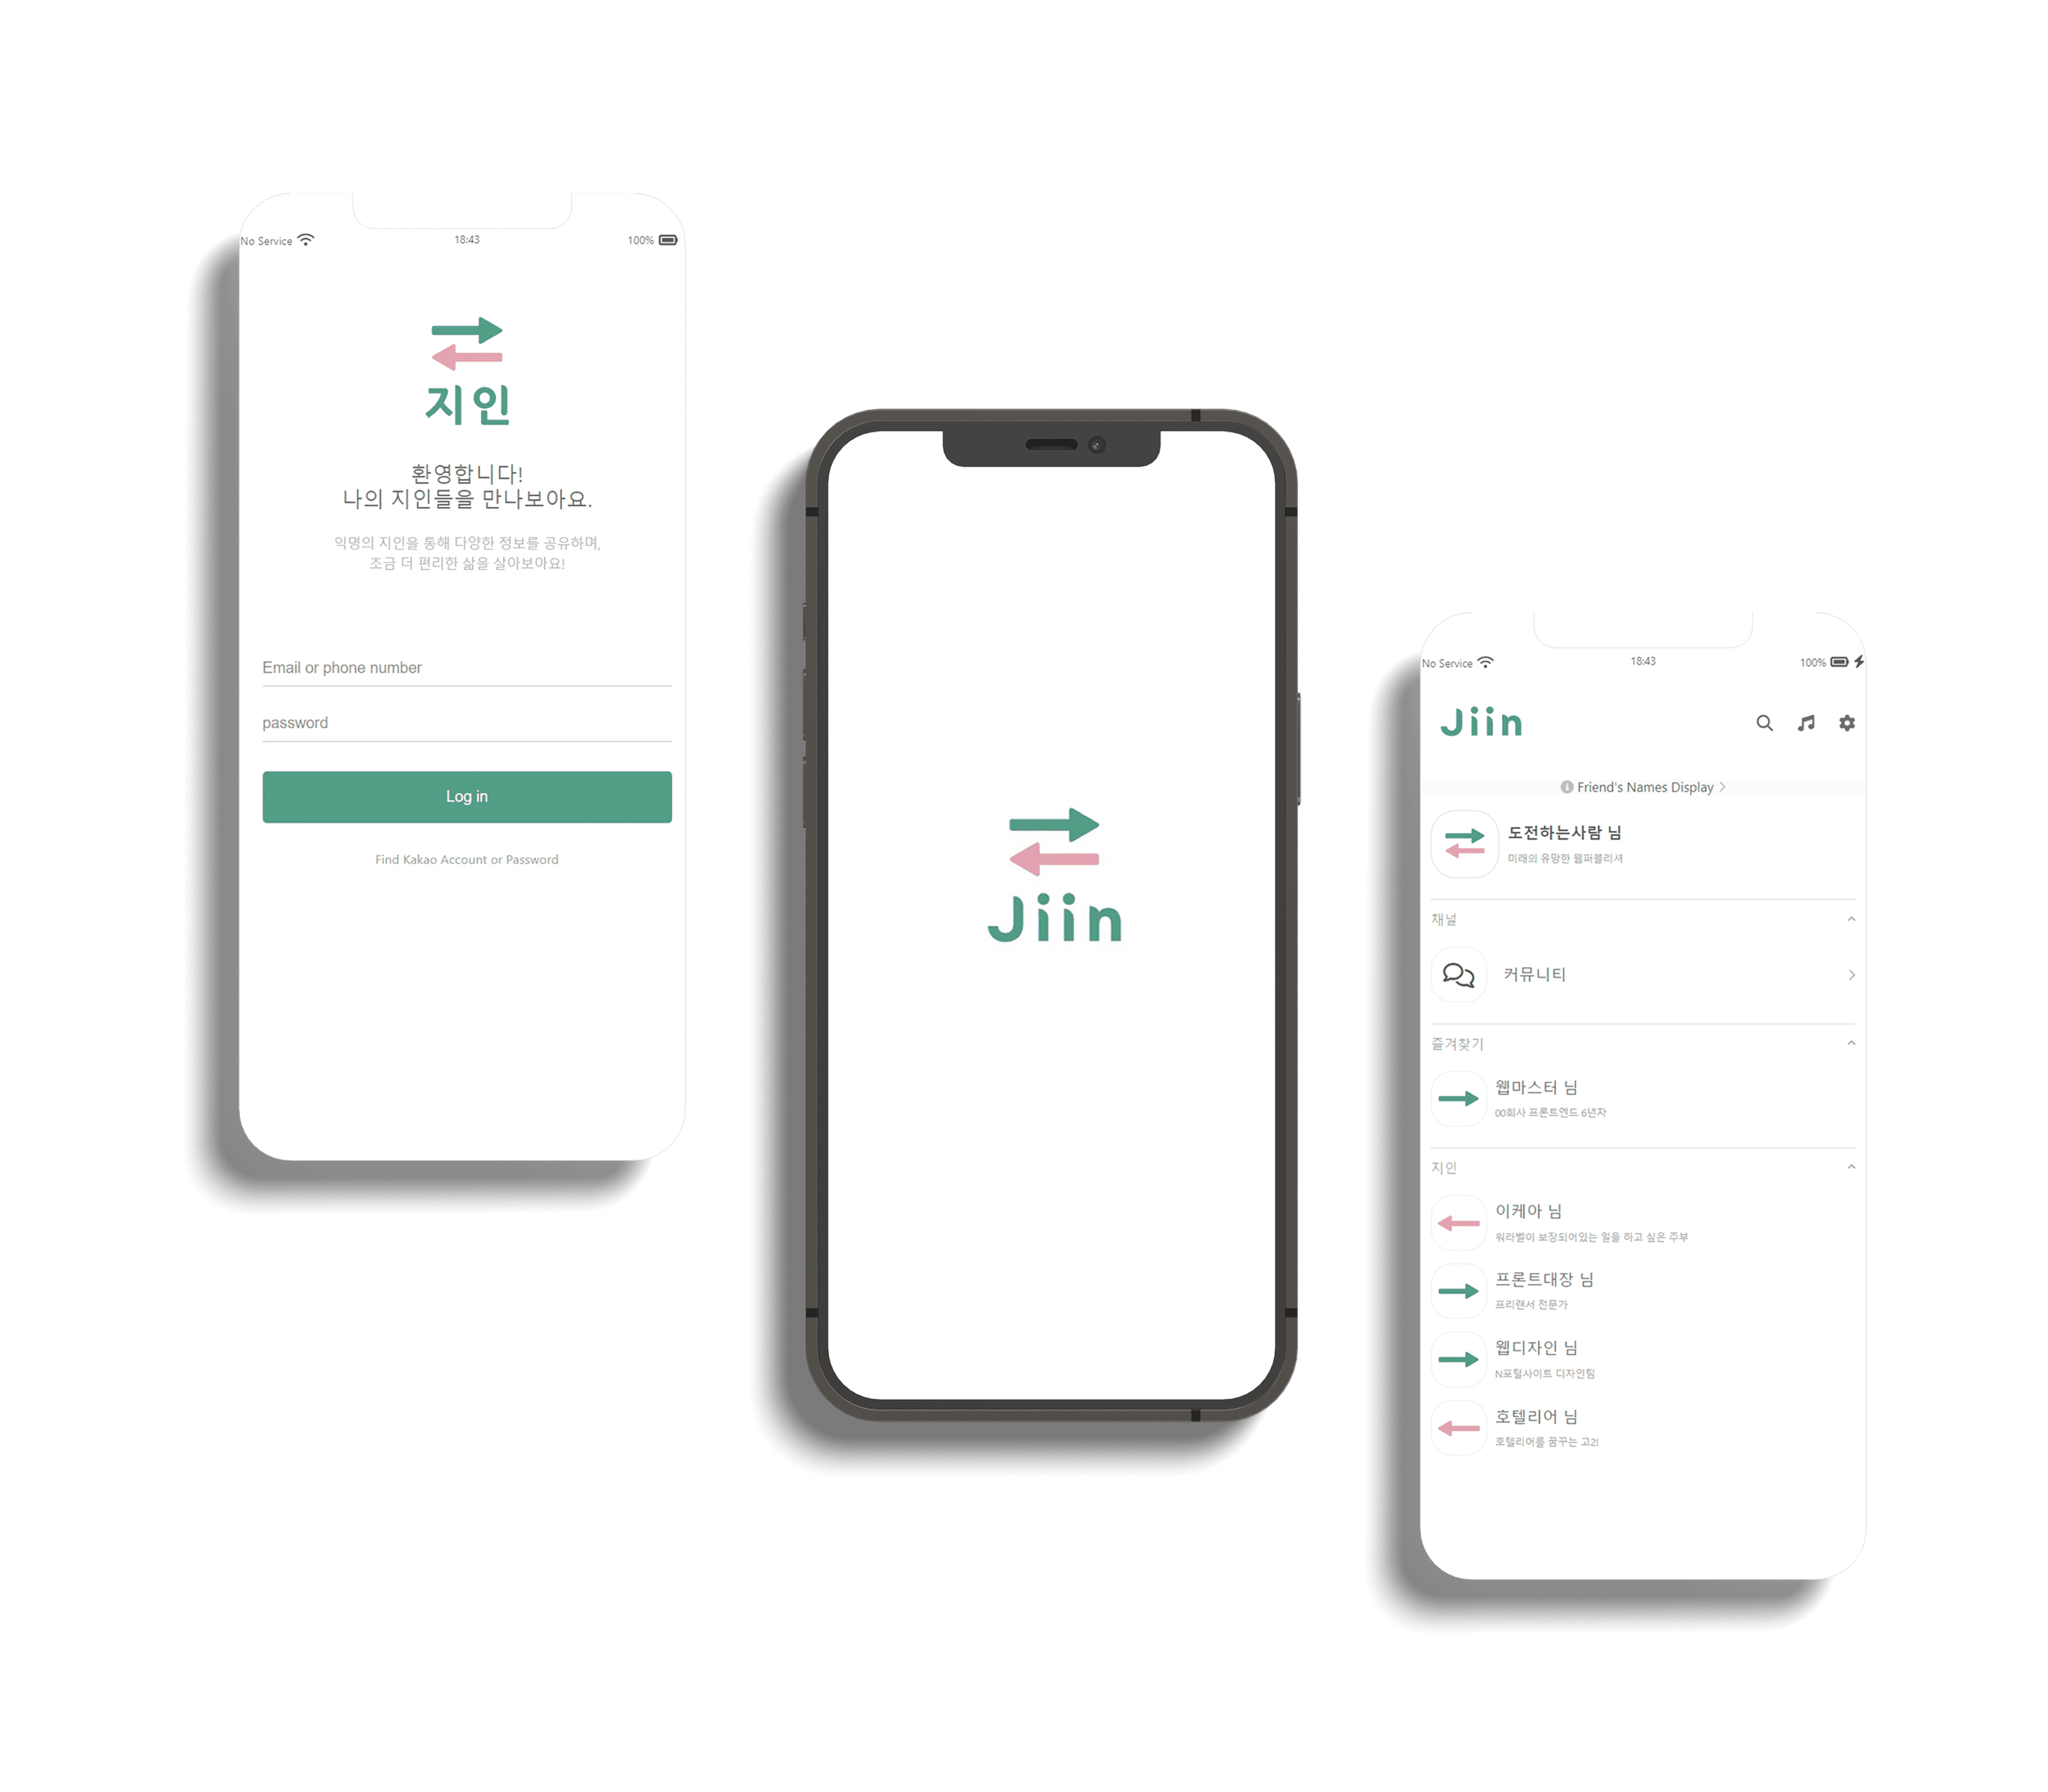 No Service
18:43
100%
지인
환영합니다!
나의 지인들을 만나보아요.
익명의 지인을 통해 다양한 정보를 공유하며,
조금 더 편리한 삶을 살아보아요!
Email or phone number
password
Log in
Find Kakao Account or Password
Jiin
No Service
18:43
100%
Jiin
Friend's Names Display
도전하는사람 님
미래의 유망한 웹퍼블리셔
채널
커뮤니티
즐겨찾기
웹마스터 님
00회사 프론트엔드 6년차
지인
이케아 님
워라벨이 보장되어있는 일을 하고 싶은 주부
프론트대장 님
프리랜서 전문가
웹디자인 님
N포털사이트 디자인팀
호텔리어 님
호텔리어를 꿈꾸는 고2!